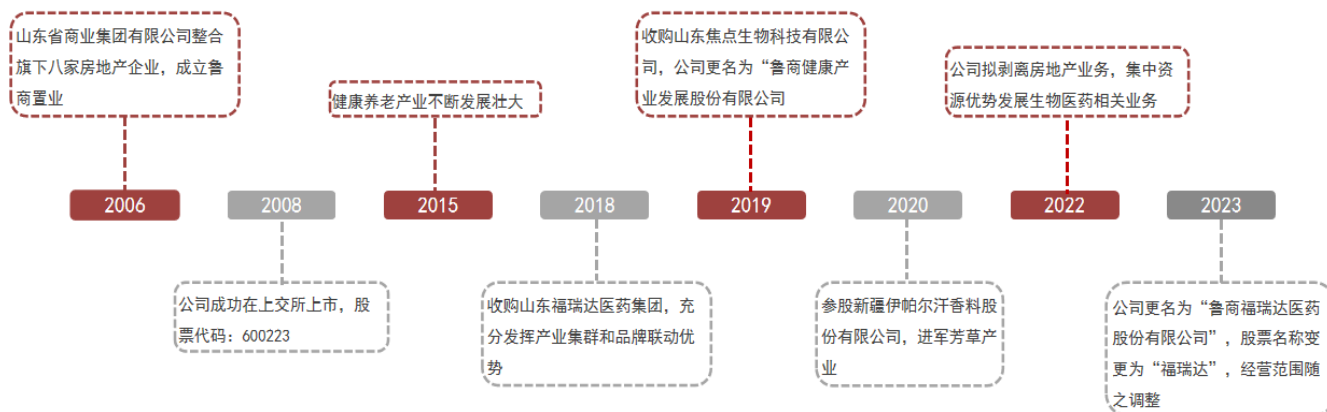 山东省商业集团有限公司整合
旗下八家房地产企业，成立鲁
商置业
健康养老产业不断发展壮大
收购山东焦点生物科技有限公
司，公司更名为“鲁商健康产
业发展股份有限公司
公司拟剥离房地产业务，集中资
源优势发展生物医药相关业务
2006
2008
2015
2018
2019
2020
2022
2023
公司成功在上交所上市，股
票代码：600223
收购山东福瑞达医药集团，充
分发挥产业集群和品牌联动优
势
参股新疆伊帕尔汗香料股
份有限公司，进军芳草产
业
公司更名为“鲁商福瑞达医药
股份有限公司”，股票名称变
更为“福瑞达”，经营范围随
之调整